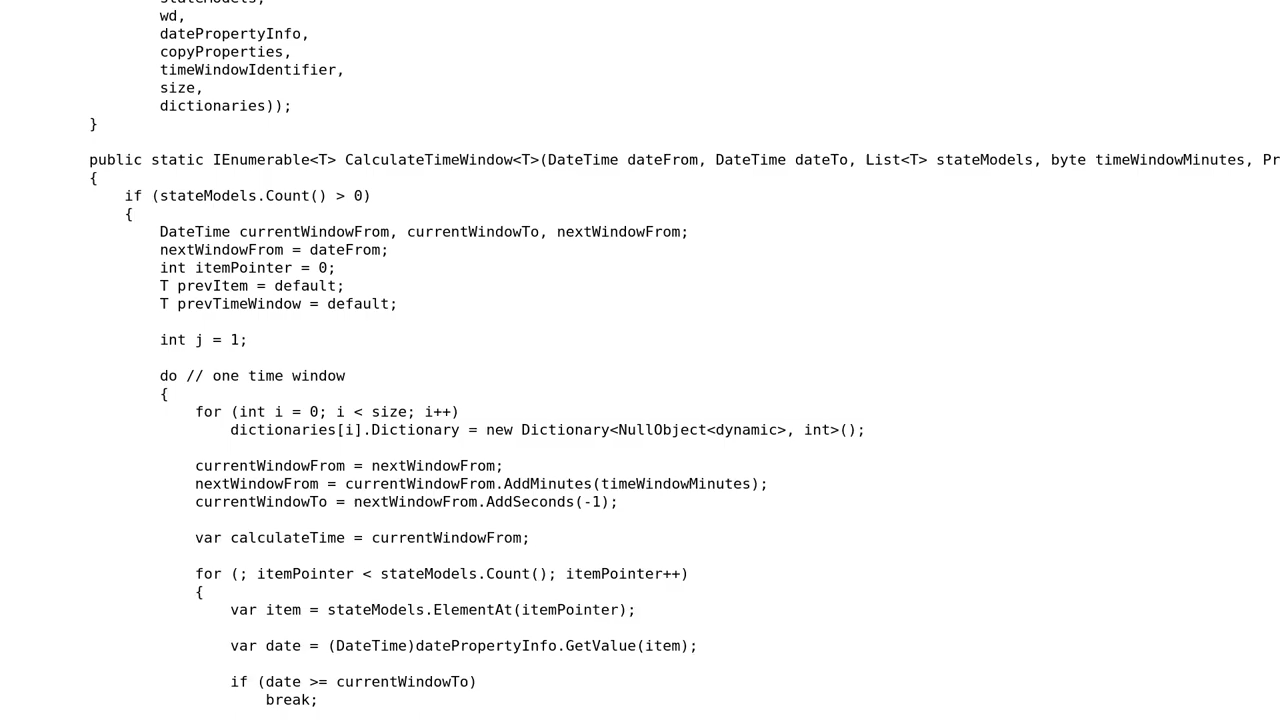 stateModels,
wd,
datePropertyInfo,
copyProperties,
timeWindowIdentifier,
size,
dictionaries));
}
public static IEnumerable<T> CalculateTimeWindow<T>(DateTime dateFrom, DateTime dateTo, List<T> stateModels, byte timeWindowMinutes, Pr
{
if (stateModels.Count() > 0)
{
DateTime currentWindowFrom, currentWindowTo, nextWindowFrom;
nextWindowFrom = dateFrom;
int itemPointer = 0;
T prevItem = default;
T prevTimeWindow = default;
int j = 1;
do // one time window
{
for (int i = 0; i < size; i++)
dictionaries[i].Dictionary = new Dictionary<NullObject<dynamic>, int>();
currentWindowFrom = nextWindowFrom;
nextWindowFrom = currentWindowFrom.AddMinutes(timeWindowMinutes);
currentWindowTo = nextWindowFrom.AddSeconds(-1);
var calculateTime = currentWindowFrom;
for (; itemPointer < stateModels.Count(); itemPointer++)
{
var item = stateModels.ElementAt(itemPointer);
var date = (DateTime)datePropertyInfo.GetValue(item);
if (date >= currentWindowTo)
break;